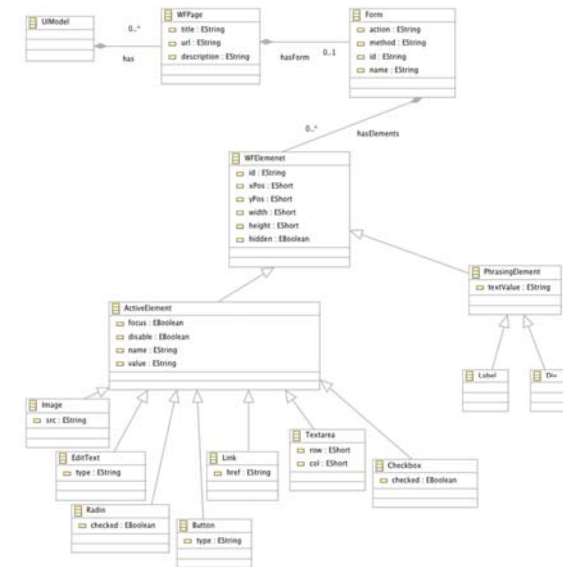 UIModel
WFPage
title : EString
url : EString
description : EString
Form
action : EString
method : EString
id : EString
name : EString
0..*
has
hasForm
0..1
0..*
hasElements
WFElemenet
id : EString
xPos : EShort
yPos : EShort
width : EShort
height : EShort
hidden : EBoolean
PhrasingElement
textValue : EString
ActiveElement
focus : EBoolean
disable : EBoolean
name : EString
value : EString
Label
Div
Image
src : EString
EditText
type : EString
Link
href : EString
Textarea
row : EShort
col : EShort
Checkbox
checked : EBoolean
Radio
checked : EBoolean
Button
type : EString